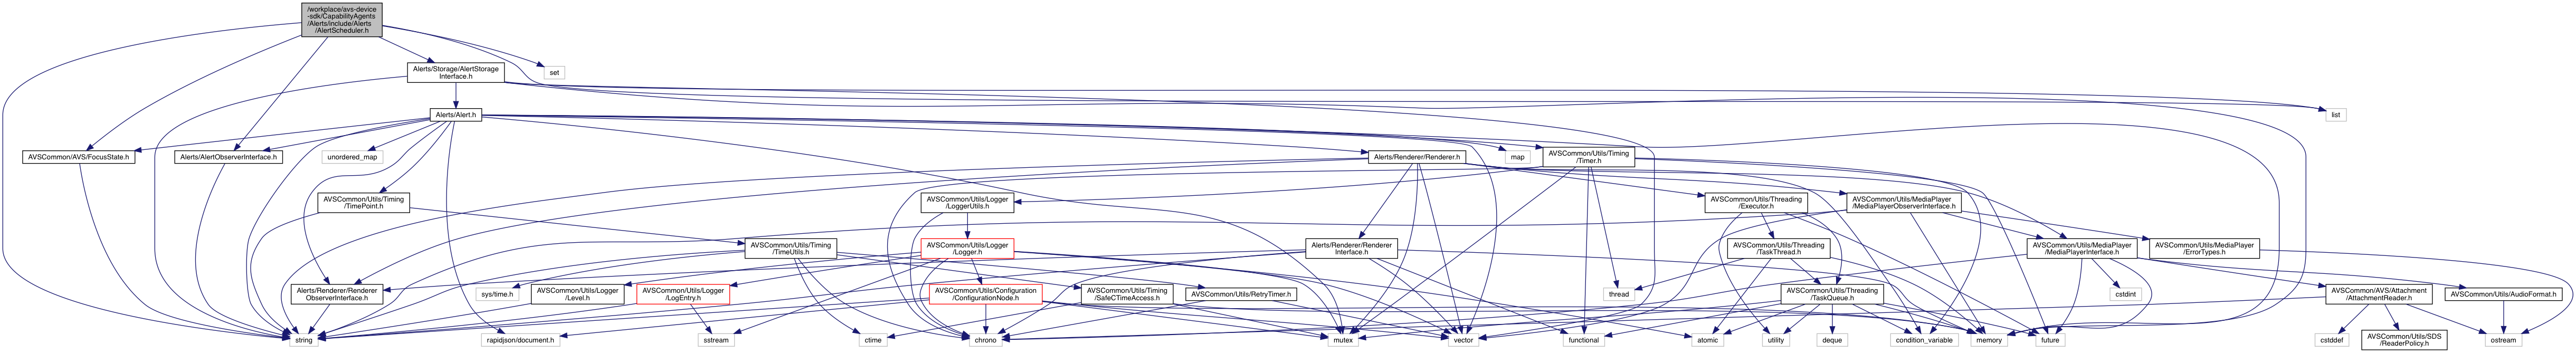 /workplace/avs-device
-sdk/CapabilityAgents
/Alerts/include/Alerts
/AlertScheduler.h
Alerts/Storage/AlertStorage
Interface.h
set
list
Alerts/Alert.h
AVSCommon/AVS/FocusState.h
Alerts/AlertObserverInterface.h
unordered_map
Alerts/Renderer/Renderer.h
map
AVSCommon/Utils/Timing
/Timer.h
AVSCommon/Utils/Timing
/TimePoint.h
AVSCommon/Utils/Logger
/LoggerUtils.h
AVSCommon/Utils/Threading
/Executor.h
AVSCommon/Utils/MediaPlayer
/MediaPlayerObserverInterface.h
AVSCommon/Utils/Timing
/TimeUtils.h
AVSCommon/Utils/Logger
/Logger.h
Alerts/Renderer/Renderer
Interface.h
AVSCommon/Utils/Threading
/TaskThread.h
AVSCommon/Utils/MediaPlayer
/MediaPlayerInterface.h
AVSCommon/Utils/MediaPlayer
/ErrorTypes.h
Alerts/Renderer/Renderer
ObserverInterface.h
sys/time.h
AVSCommon/Utils/Logger
/Level.h
AVSCommon/Utils/Logger
/LogEntry.h
AVSCommon/Utils/Configuration
/ConfigurationNode.h
AVSCommon/Utils/Timing
/SafeCTimeAccess.h
AVSCommon/Utils/RetryTimer.h
thread
AVSCommon/Utils/Threading
/TaskQueue.h
cstdint
AVSCommon/AVS/Attachment
/AttachmentReader.h
AVSCommon/Utils/AudioFormat.h
string
rapidjson/document.h
sstream
ctime
chrono
mutex
vector
functional
atomic
utility
deque
condition_variable
memory
future
cstddef
AVSCommon/Utils/SDS
/ReaderPolicy.h
ostream